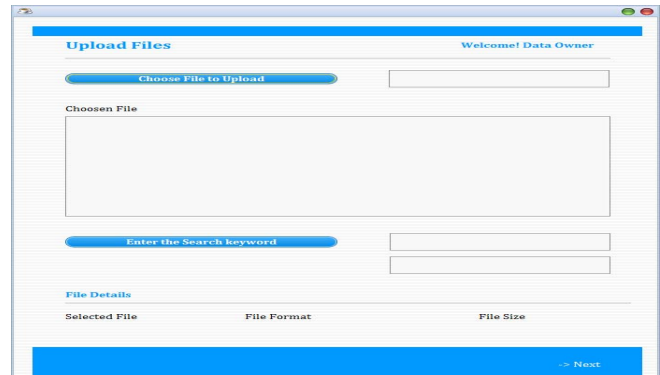 Upload Files Welcome! Data Owner
Choose File to Upload
Choosen File
Enter the Search keyword
File Details
Selected File File Format File Size
-> Next